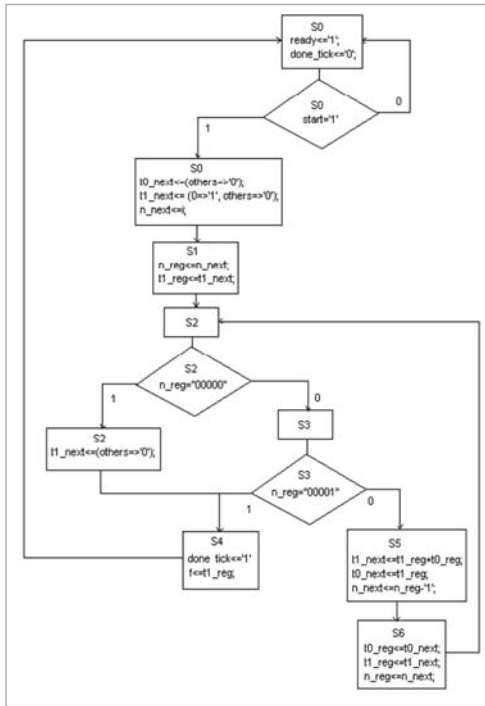 S0
ready<='1';
done_tick<='0';
S0
start='1'
0
1
S0
t0_next<=(others=>'0');
t1_next<= (0=>'1', others=>'0');
n_next<=i;
S1
n_reg<=n_next;
t1_reg<=t1_next;
S2
S2
n_reg="00000"
1
0
S2
t1_next<=(others=>'0');
S3
S3
n_reg="00001"
1
0
S4
done_tick<='1'
f<=t1_reg;
S5
t1_next<=t1_reg+t0_reg;
t0_next<=t1_reg;
n_next<=n_reg-'1';
S6
t0_reg<=t0_next;
t1_reg<=t1_next;
n_reg<=n_next;